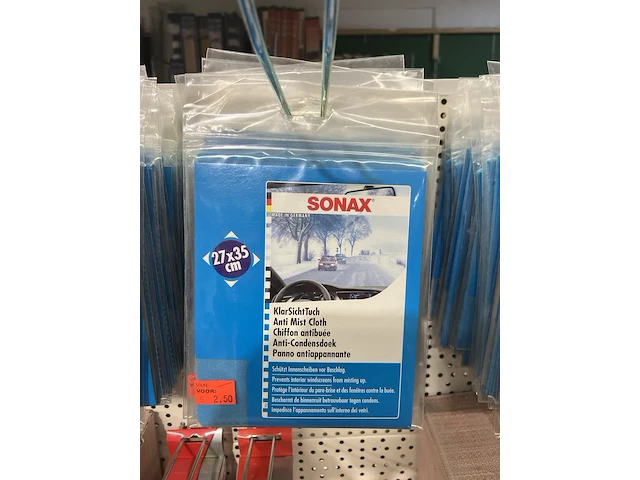 SONAX
MADE IN GERMANY
27x35
cm
KlarSichtTuch
Anti Mist Cloth
Chiffon antibuée
Anti-Condensdoek
Panno antiappannante
Schützt Innenscheiben vor Beschlag.
Prevents interior windscreens from misting up.
Protège l'intérieur du pare-brise et des fenêtres contre la buée.
Beschermt de binnenruit betrouwbaar tegen condens.
Impedisce l'appannamento sull'interno dei vetri.
VOOR:
2.50